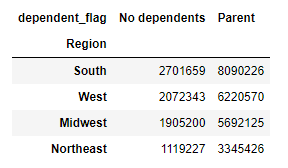 dependent_flag No dependents Parent
Region
South 2701659 8090226
West 2072343 6220570
Midwest 1905200 5692125
Northeast 1119227 3345426